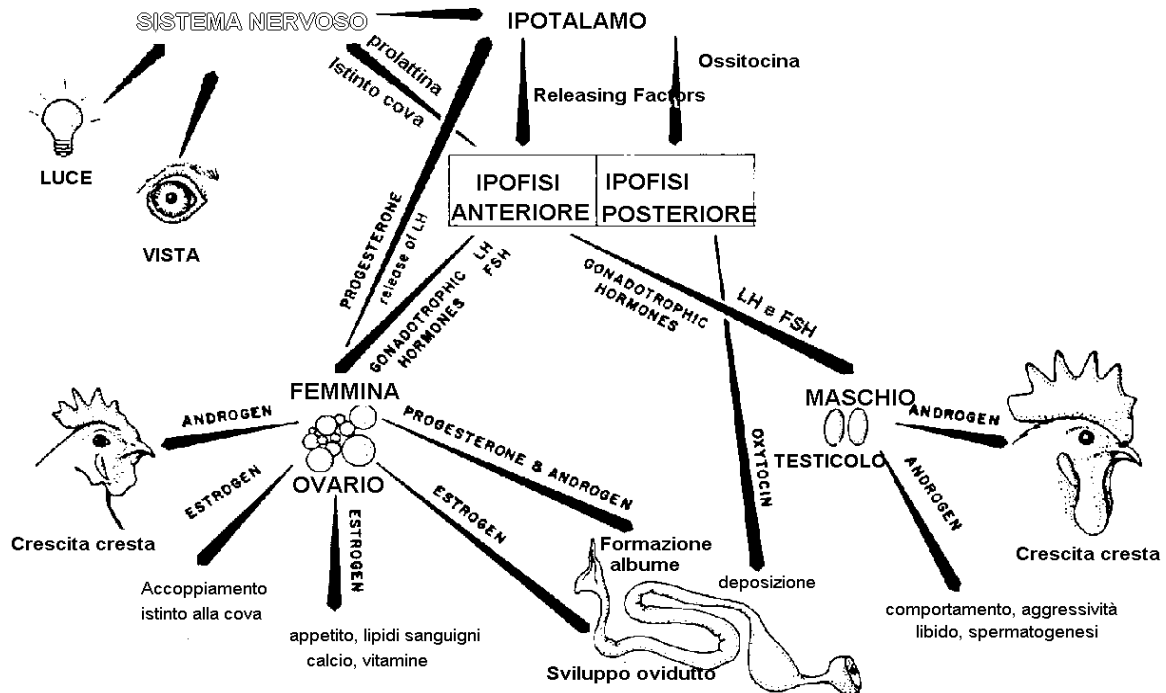 SISTEMA NERVOSO
IPOTALAMO
prolattina
Istinto cova
Ossitocina
Releasing Factors
LUCE
VISTA
IPOFISI
ANTERIORE
IPOFISI
POSTERIORE
PROGESTERONE
release of LH
LH
FSH
GONADOTROPHIC
HORMONES
GONADOTROPHIC
HORMONES
LH e FSH
FEMMINA
OVARIO
MASCHIO
TESTICOLO
ANDROGEN
ESTROGEN
ESTROGEN
ESTROGEN
PROGESTERONE & ANDROGEN
OXYTOCIN
ANDROGEN
ANDROGEN
Crescita cresta
Accoppiamento
istinto alla cova
appetito, lipidi sanguigni
calcio, vitamine
Formazione
albume
Sviluppo ovidutto
deposizione
comportamento, aggressività
libido, spermatogenesi
Crescita cresta